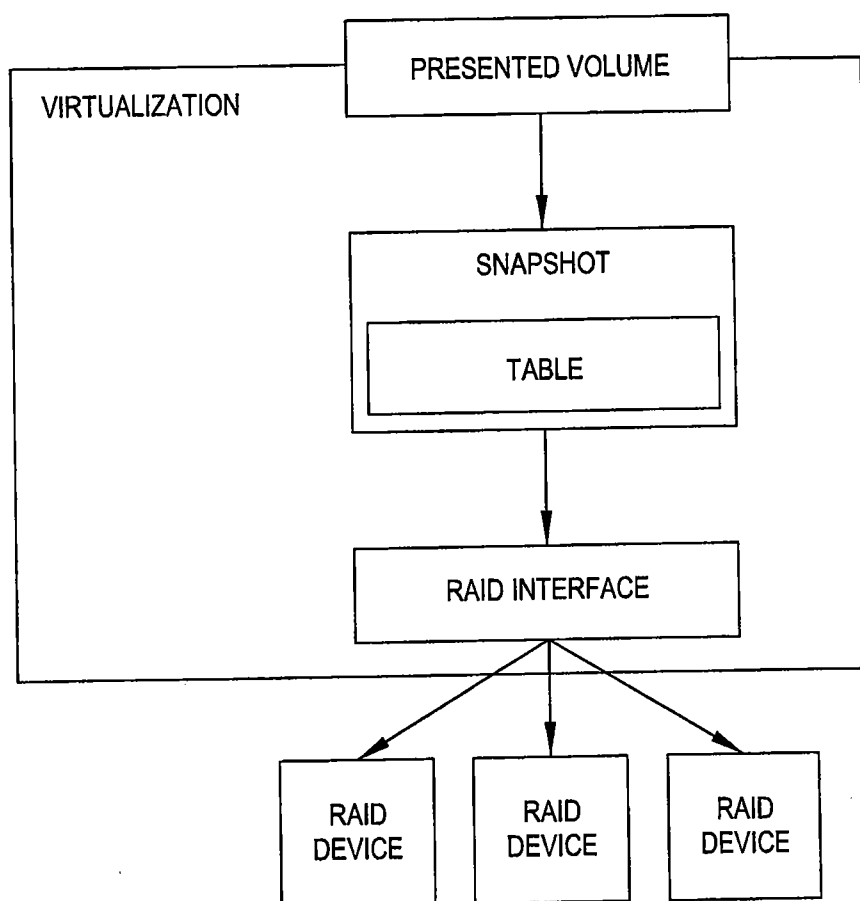 PRESENTED VOLUME
VIRTUALIZATION
SNAPSHOT
TABLE
RAID INTERFACE
RAID
DEVICE
RAID
DEVICE
RAID
DEVICE